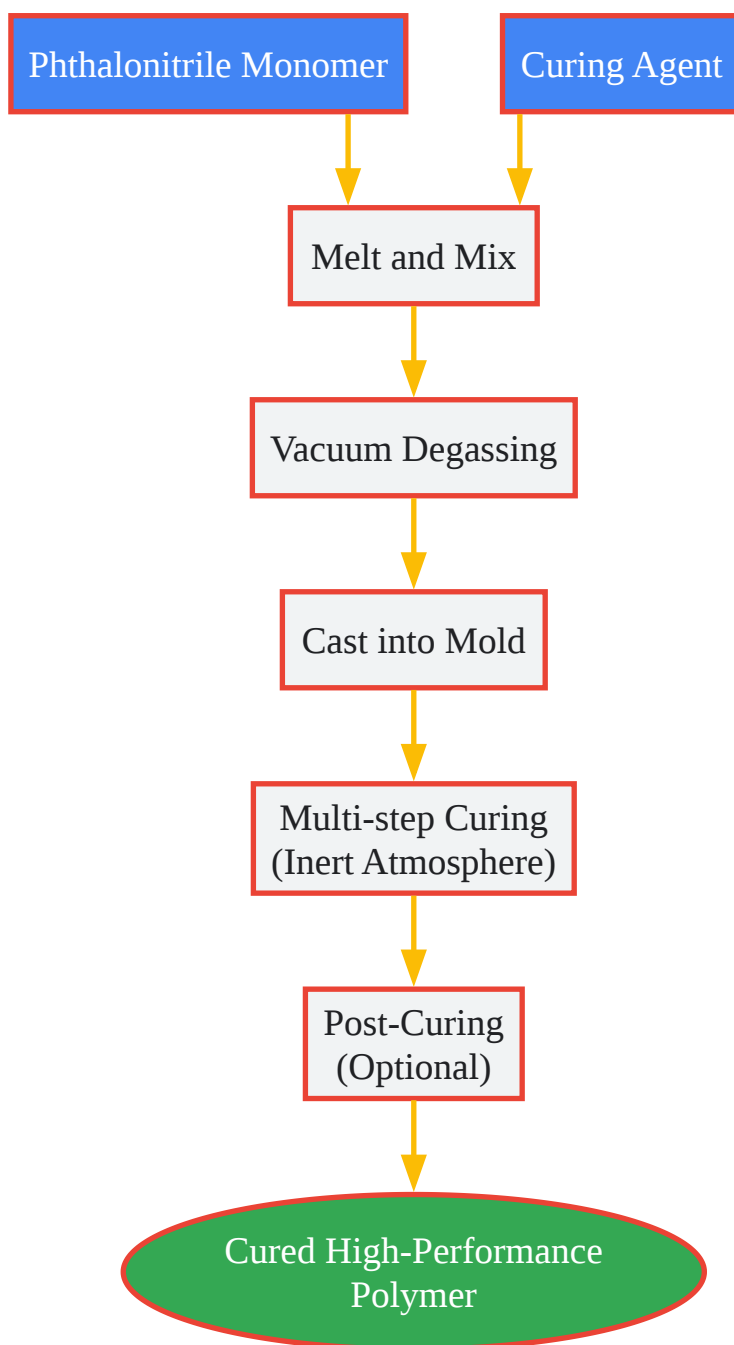 Phthalonitrile Monomer
Curing Agent
Melt and Mix
Vacuum Degassing
Cast into Mold
Multi-step Curing
(Inert Atmosphere)
Post-Curing
(Optional)
Cured High-Performance
Polymer